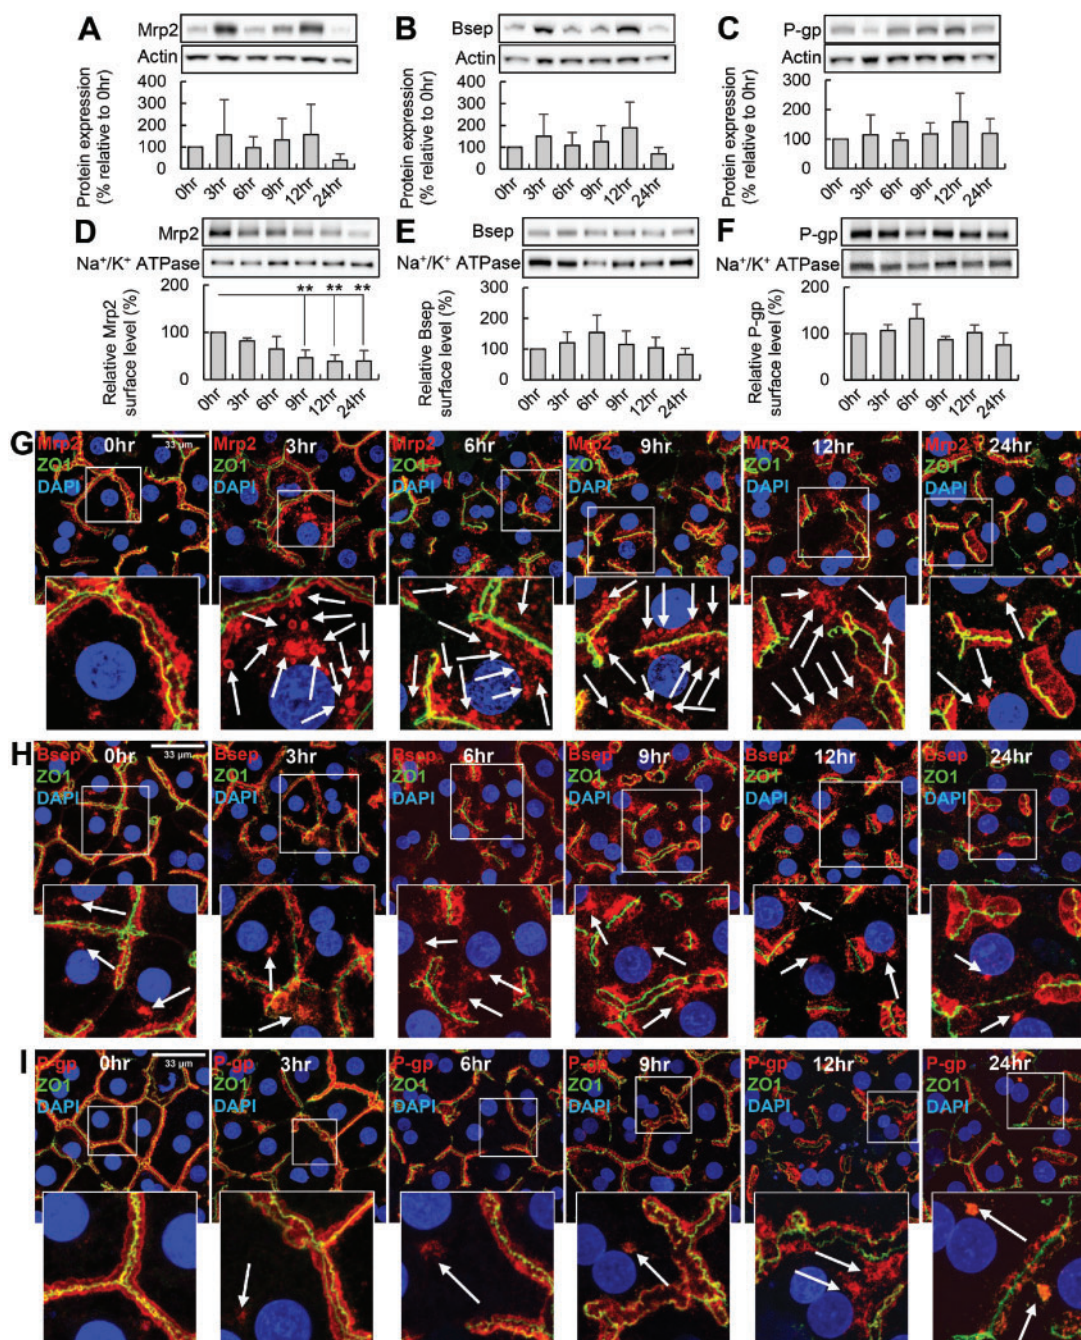 A Mrp2
Actin
Protein expression
(% relative to 0hr)
400
300
200
100
0
0hr 3hr 6hr 9hr 12hr 24hr
B Bsep
Actin
400
300
200
100
0
0hr 3hr 6hr 9hr 12hr 24hr
Protein expression
(% relative to 0hr)
C P-gp
Actin
Protein expression
(% relative to 0hr)
400
300
200
100
0
0hr 3hr 6hr 9hr 12hr 24hr
D Mrp2
Na⁺/K⁺ ATPase
Relative Mrp2
surface level (%)
200
100
0
** ** **
0hr 3hr 6hr 9hr 12hr 24hr
E Bsep
Na⁺/K⁺ ATPase
Relative Bsep
surface level (%)
300
200
100
0
0hr 3hr 6hr 9hr 12hr 24hr
F P-gp
Na⁺/K⁺ ATPase
Relative P-gp
surface level (%)
200
100
0
0hr 3hr 6hr 9hr 12hr 24hr
G Mrp2 0hr Mrp2 3hr Mrp2 6hr Mrp2 9hr Mrp2 12hr Mrp2 24hr
ZO1 33 µm ZO1 ZO1 ZO1 ZO1 ZO1
DAPI DAPI DAPI DAPI DAPI DAPI
H Bsep 0hr Bsep 3hr Bsep 6hr Bsep 9hr Bsep 12hr Bsep 24hr
ZO1 33 µm ZO1 ZO1 ZO1 ZO1 ZO1
DAPI DAPI DAPI DAPI DAPI DAPI
I P-gp 0hr P-gp 3hr P-gp 6hr P-gp 9hr P-gp 12hr P-gp 24hr
ZO1 33 µm ZO1 ZO1 ZO1 ZO1 ZO1
DAPI DAPI DAPI DAPI DAPI DAPI